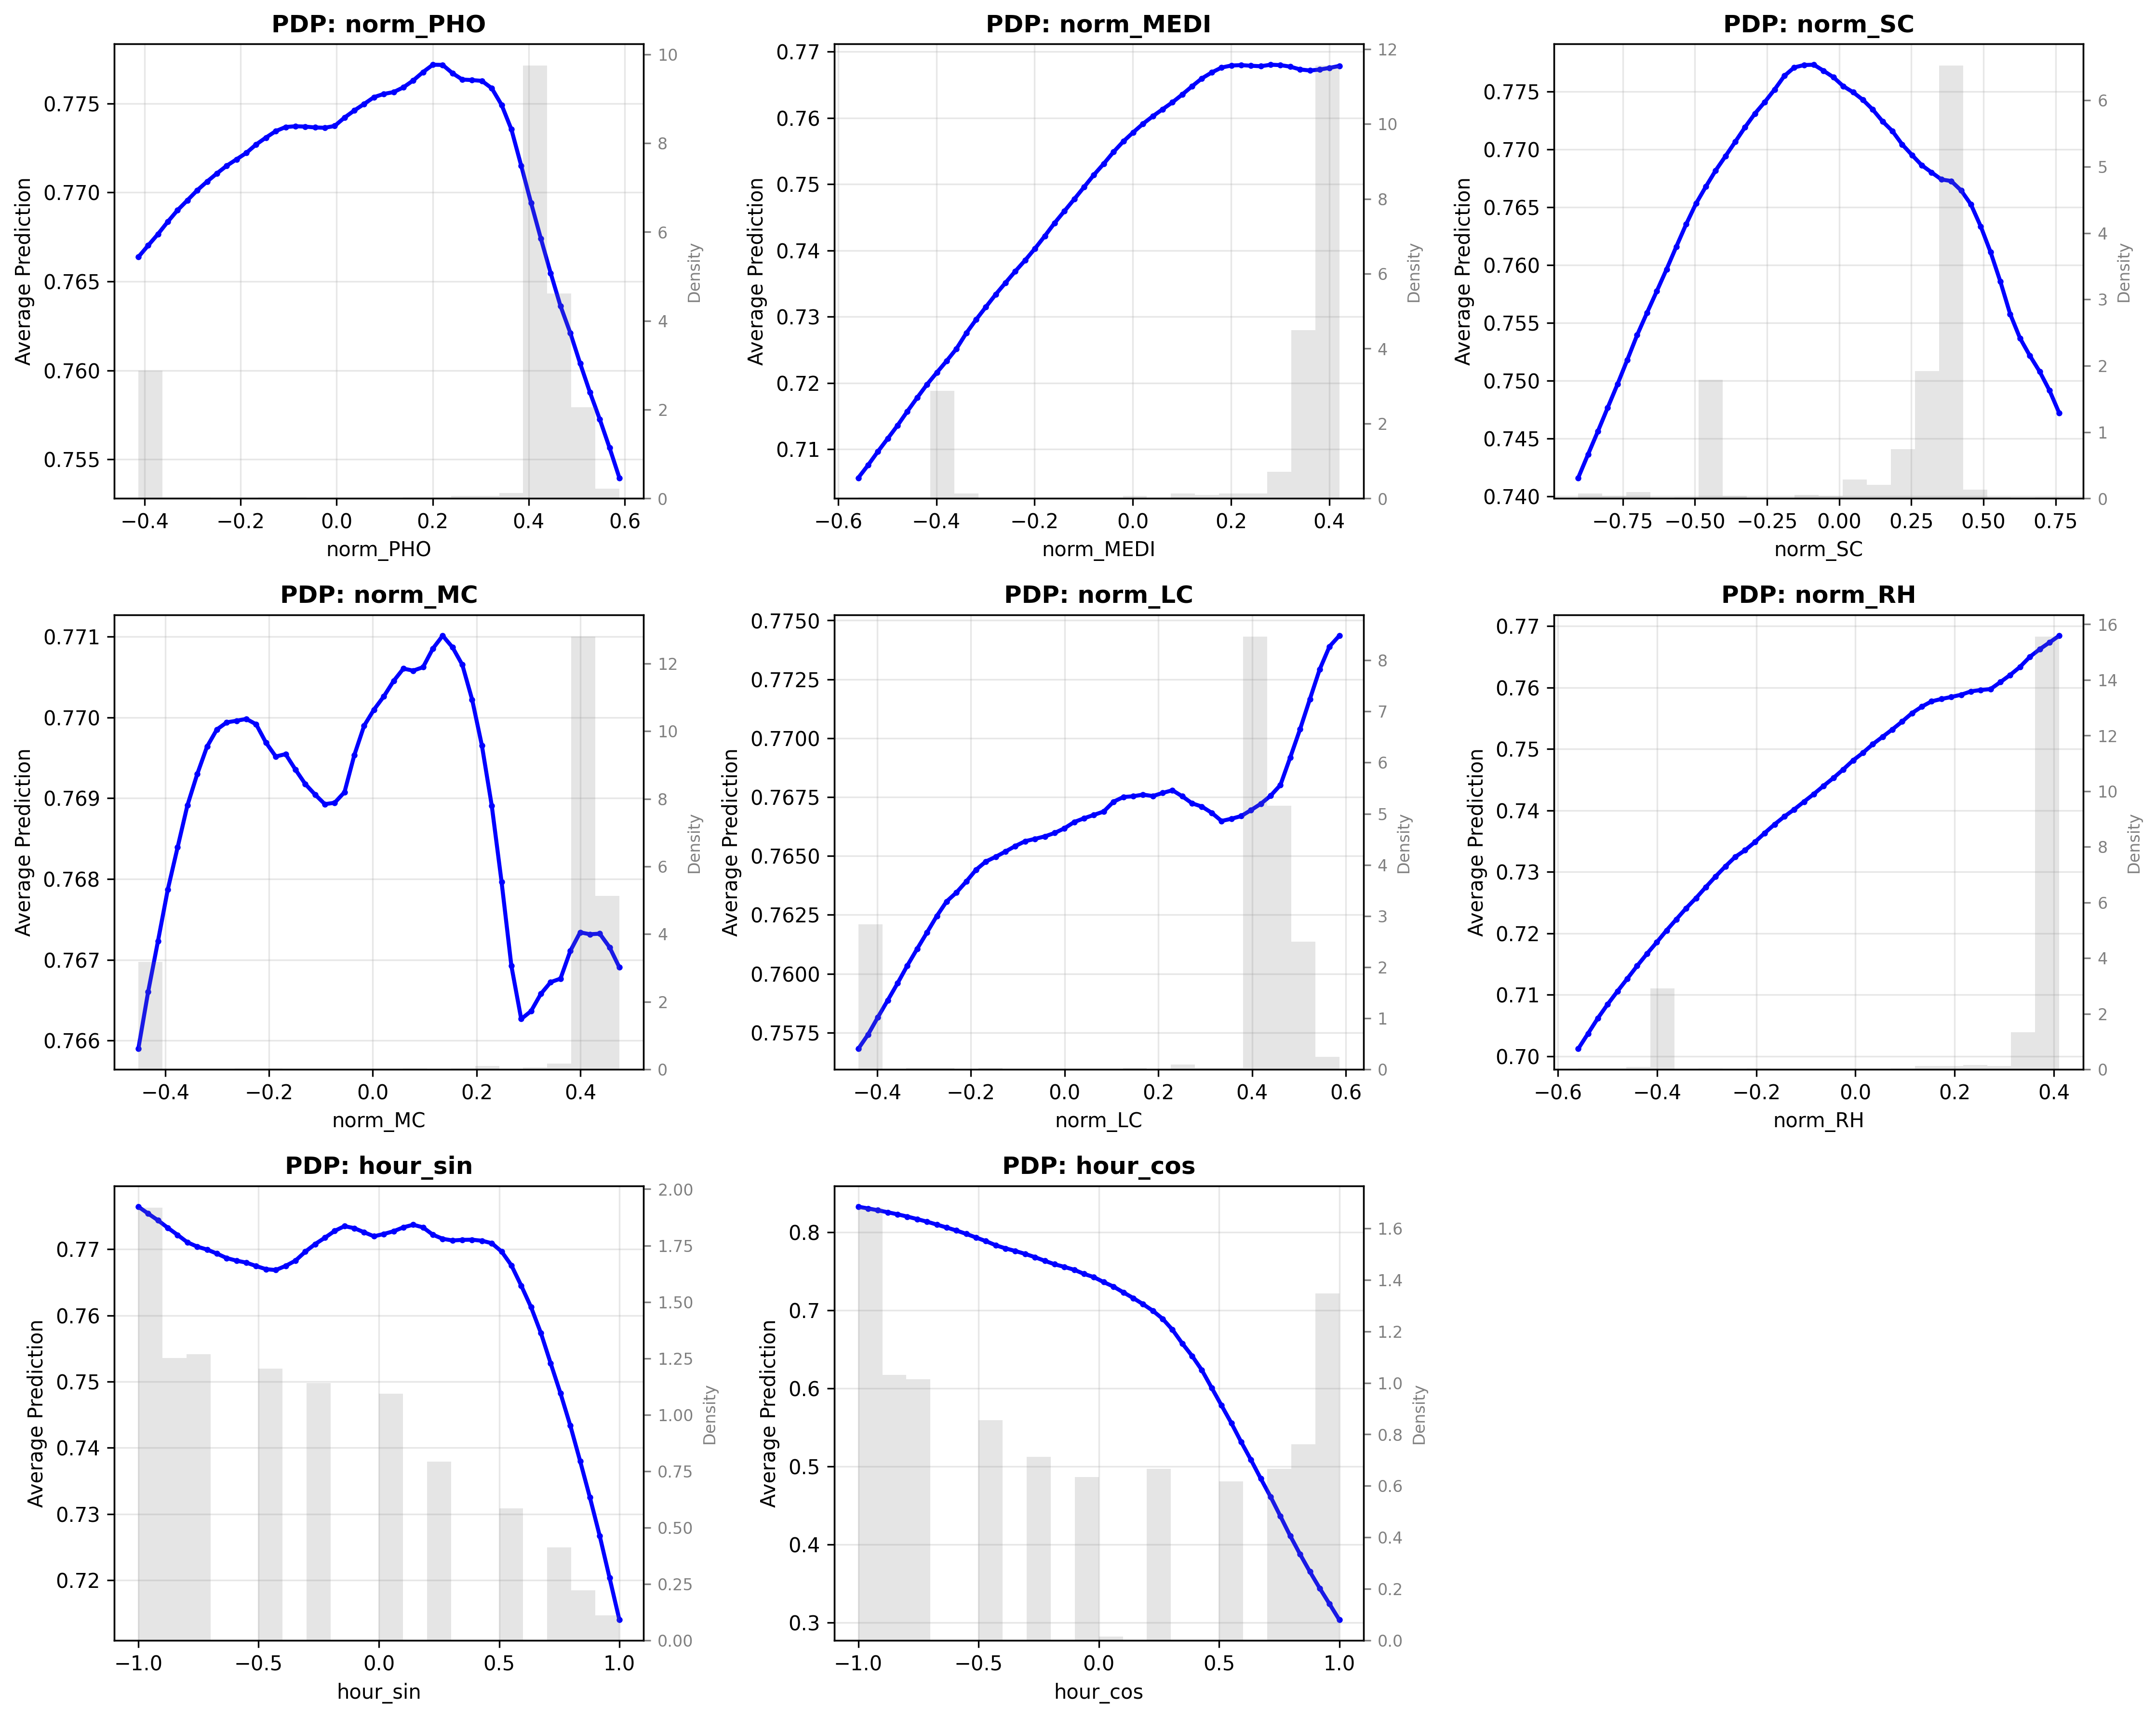 PDP: norm_PHO
Average Prediction
0.775
0.770
0.765
0.760
0.755
10
8
6
4
2
0
Density
−0.4 −0.2 0.0 0.2 0.4 0.6
norm_PHO
PDP: norm_MEDI
Average Prediction
0.77
0.76
0.75
0.74
0.73
0.72
0.71
12
10
8
6
4
2
0
Density
−0.6 −0.4 −0.2 0.0 0.2 0.4
norm_MEDI
PDP: norm_SC
Average Prediction
0.775
0.770
0.765
0.760
0.755
0.750
0.745
0.740
6
5
4
3
2
1
0
Density
−0.75 −0.50 −0.25 0.00 0.25 0.50 0.75
norm_SC
PDP: norm_MC
Average Prediction
0.771
0.770
0.769
0.768
0.767
0.766
12
10
8
6
4
2
0
Density
−0.4 −0.2 0.0 0.2 0.4
norm_MC
PDP: norm_LC
Average Prediction
0.7750
0.7725
0.7700
0.7675
0.7650
0.7625
0.7600
0.7575
8
7
6
5
4
3
2
1
0
Density
−0.4 −0.2 0.0 0.2 0.4 0.6
norm_LC
PDP: norm_RH
Average Prediction
0.77
0.76
0.75
0.74
0.73
0.72
0.71
0.70
16
14
12
10
8
6
4
2
0
Density
−0.6 −0.4 −0.2 0.0 0.2 0.4
norm_RH
PDP: hour_sin
Average Prediction
0.77
0.76
0.75
0.74
0.73
0.72
2.00
1.75
1.50
1.25
1.00
0.75
0.50
0.25
0.00
Density
−1.0 −0.5 0.0 0.5 1.0
hour_sin
PDP: hour_cos
Average Prediction
0.8
0.7
0.6
0.5
0.4
0.3
1.6
1.4
1.2
1.0
0.8
0.6
0.4
0.2
0.0
Density
−1.0 −0.5 0.0 0.5 1.0
hour_cos